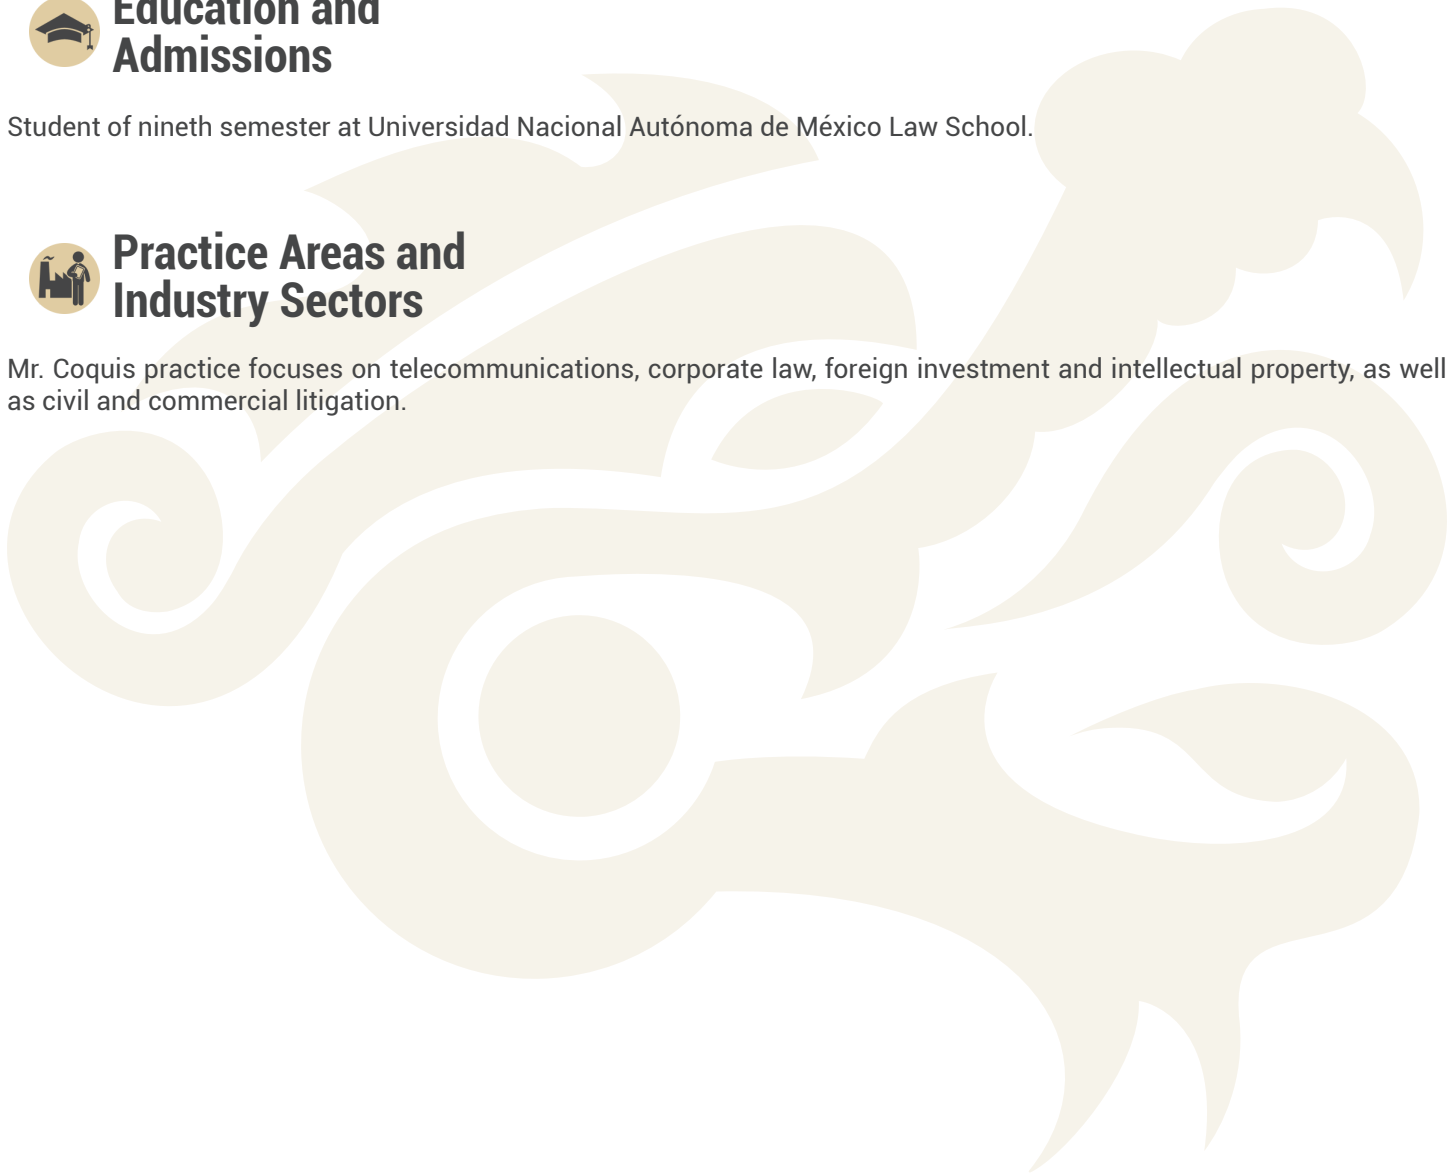 Education and
Admissions
Student of nineth semester at Universidad Nacional Autónoma de México Law School.
Practice Areas and
Industry Sectors
Mr. Coquis practice focuses on telecommunications, corporate law, foreign investment and intellectual property, as well
as civil and commercial litigation.